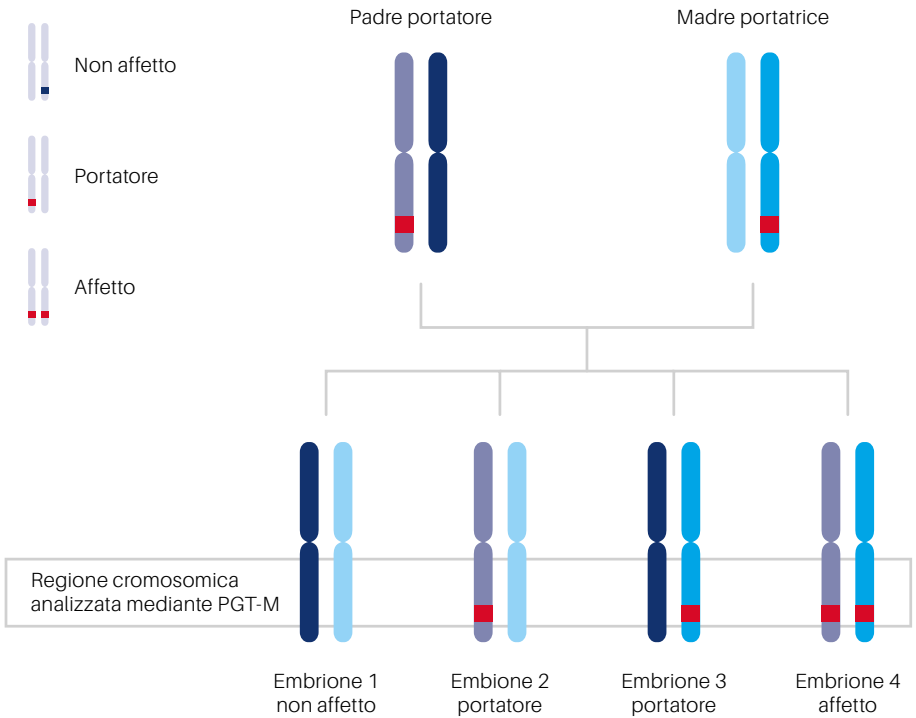 Padre portatore
Madre portatrice
Non affetto
Portatore
Affetto
Regione cromosomica
analizzata mediante PGT-M
Embrione 1
non affetto
Embione 2
portatore
Embrione 3
portatore
Embrione 4
affetto